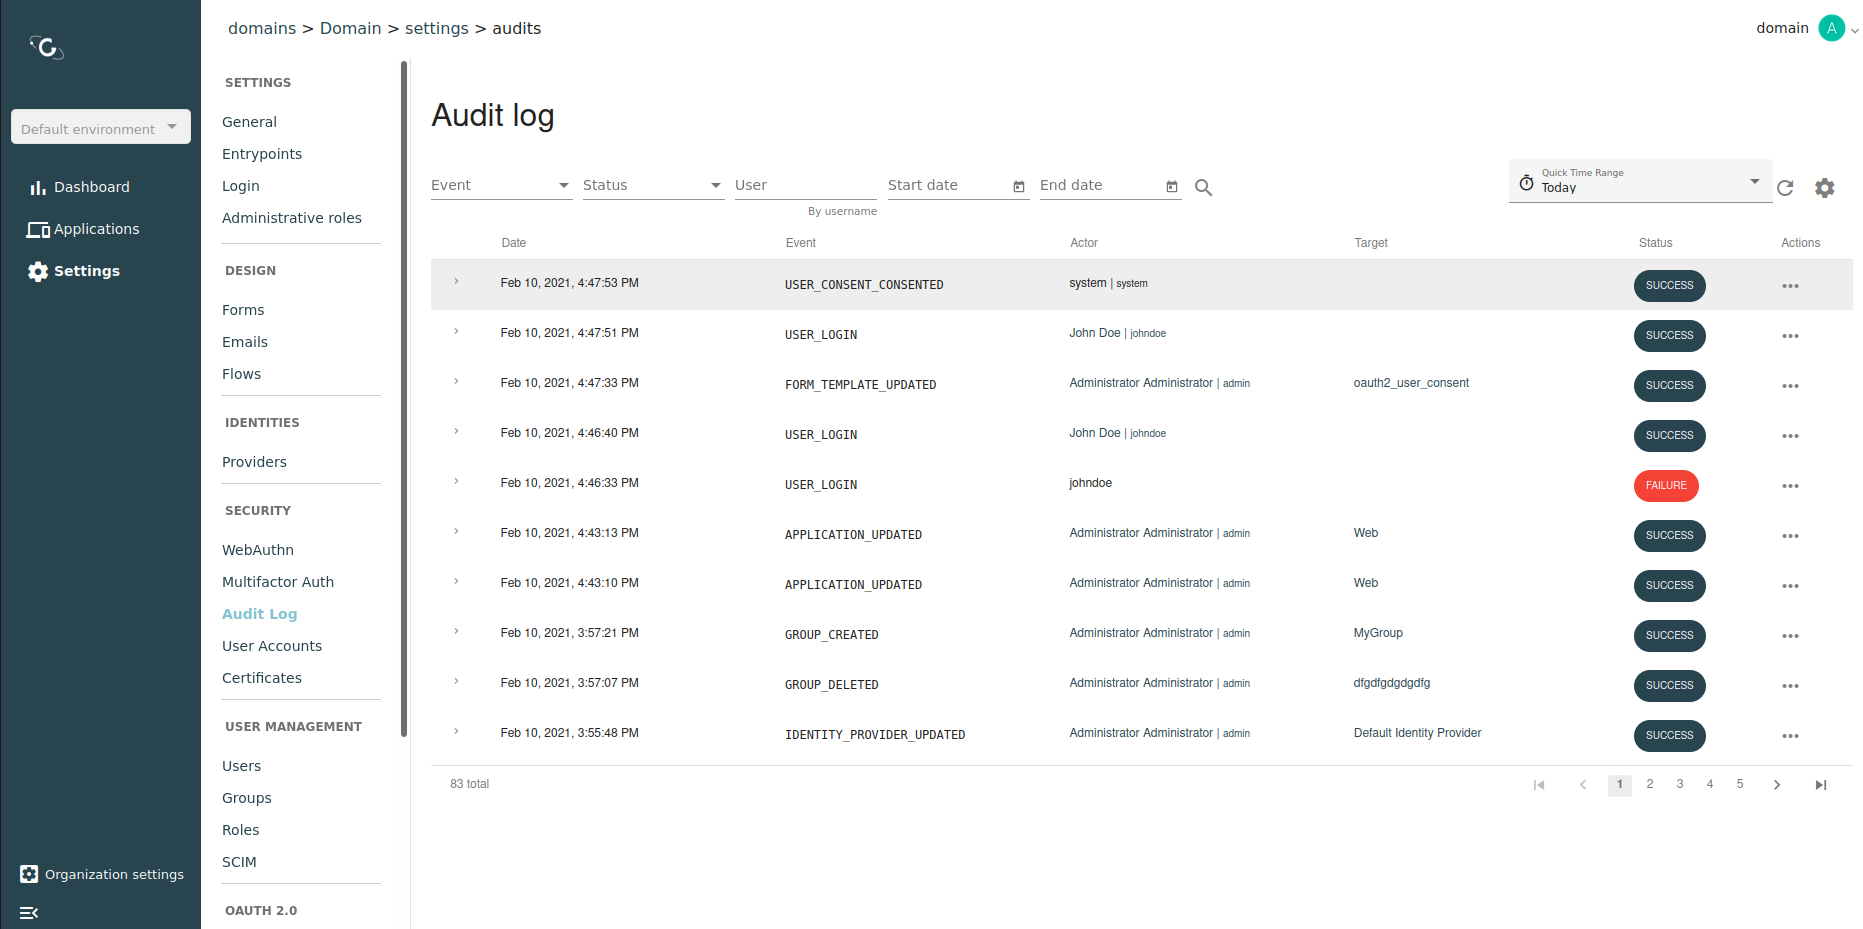 domains > Domain > settings > audits
domain A
Default environment
Dashboard
Applications
Settings
Organization settings
SETTINGS
General
Entrypoints
Login
Administrative roles
DESIGN
Forms
Emails
Flows
IDENTITIES
Providers
SECURITY
WebAuthn
Multifactor Auth
Audit Log
User Accounts
Certificates
USER MANAGEMENT
Users
Groups
Roles
SCIM
OAUTH 2.0
Audit log
Event Status User Start date End date
By username
Quick Time Range
Today
Date Event Actor Target Status Actions
Feb 10, 2021, 4:47:53 PM USER_CONSENT_CONSENTED system | system SUCCESS
Feb 10, 2021, 4:47:51 PM USER_LOGIN John Doe | johndoe SUCCESS
Feb 10, 2021, 4:47:33 PM FORM_TEMPLATE_UPDATED Administrator Administrator | admin oauth2_user_consent SUCCESS
Feb 10, 2021, 4:46:40 PM USER_LOGIN John Doe | johndoe SUCCESS
Feb 10, 2021, 4:46:33 PM USER_LOGIN johndoe FAILURE
Feb 10, 2021, 4:43:13 PM APPLICATION_UPDATED Administrator Administrator | admin Web SUCCESS
Feb 10, 2021, 4:43:10 PM APPLICATION_UPDATED Administrator Administrator | admin Web SUCCESS
Feb 10, 2021, 3:57:21 PM GROUP_CREATED Administrator Administrator | admin MyGroup SUCCESS
Feb 10, 2021, 3:57:07 PM GROUP_DELETED Administrator Administrator | admin dfgdfgdgdgdfg SUCCESS
Feb 10, 2021, 3:55:48 PM IDENTITY_PROVIDER_UPDATED Administrator Administrator | admin Default Identity Provider SUCCESS
83 total 1 2 3 4 5